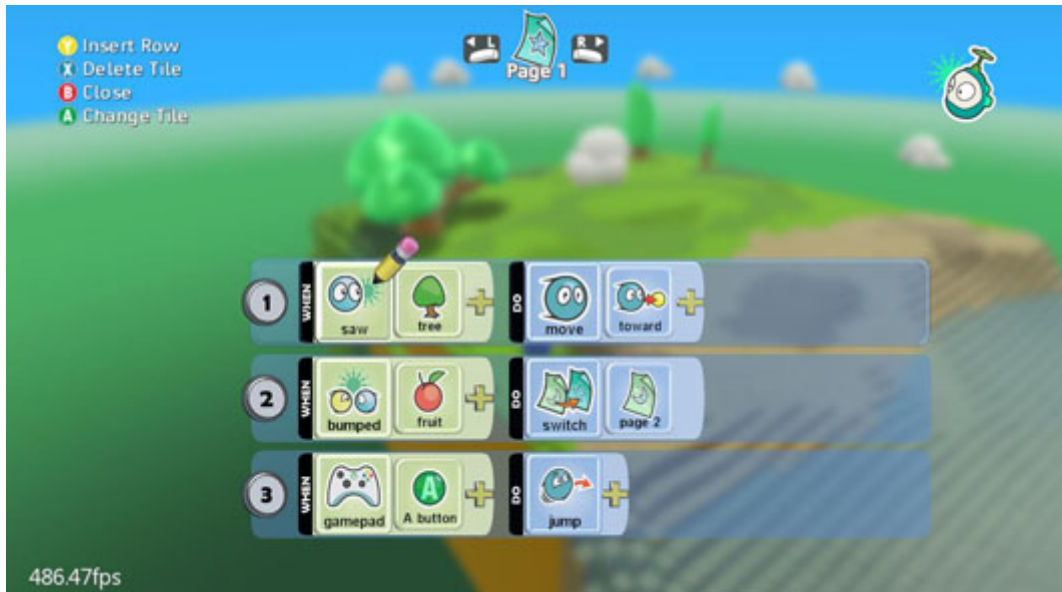 Y Insert Row
X Delete Tile
B Close
A Change Tile
L
R
Page 1
1
WHEN
saw
tree
DO
move
toward
2
WHEN
bumped
fruit
DO
switch
page 2
3
WHEN
gamepad
A
A button
DO
jump
486.47fps